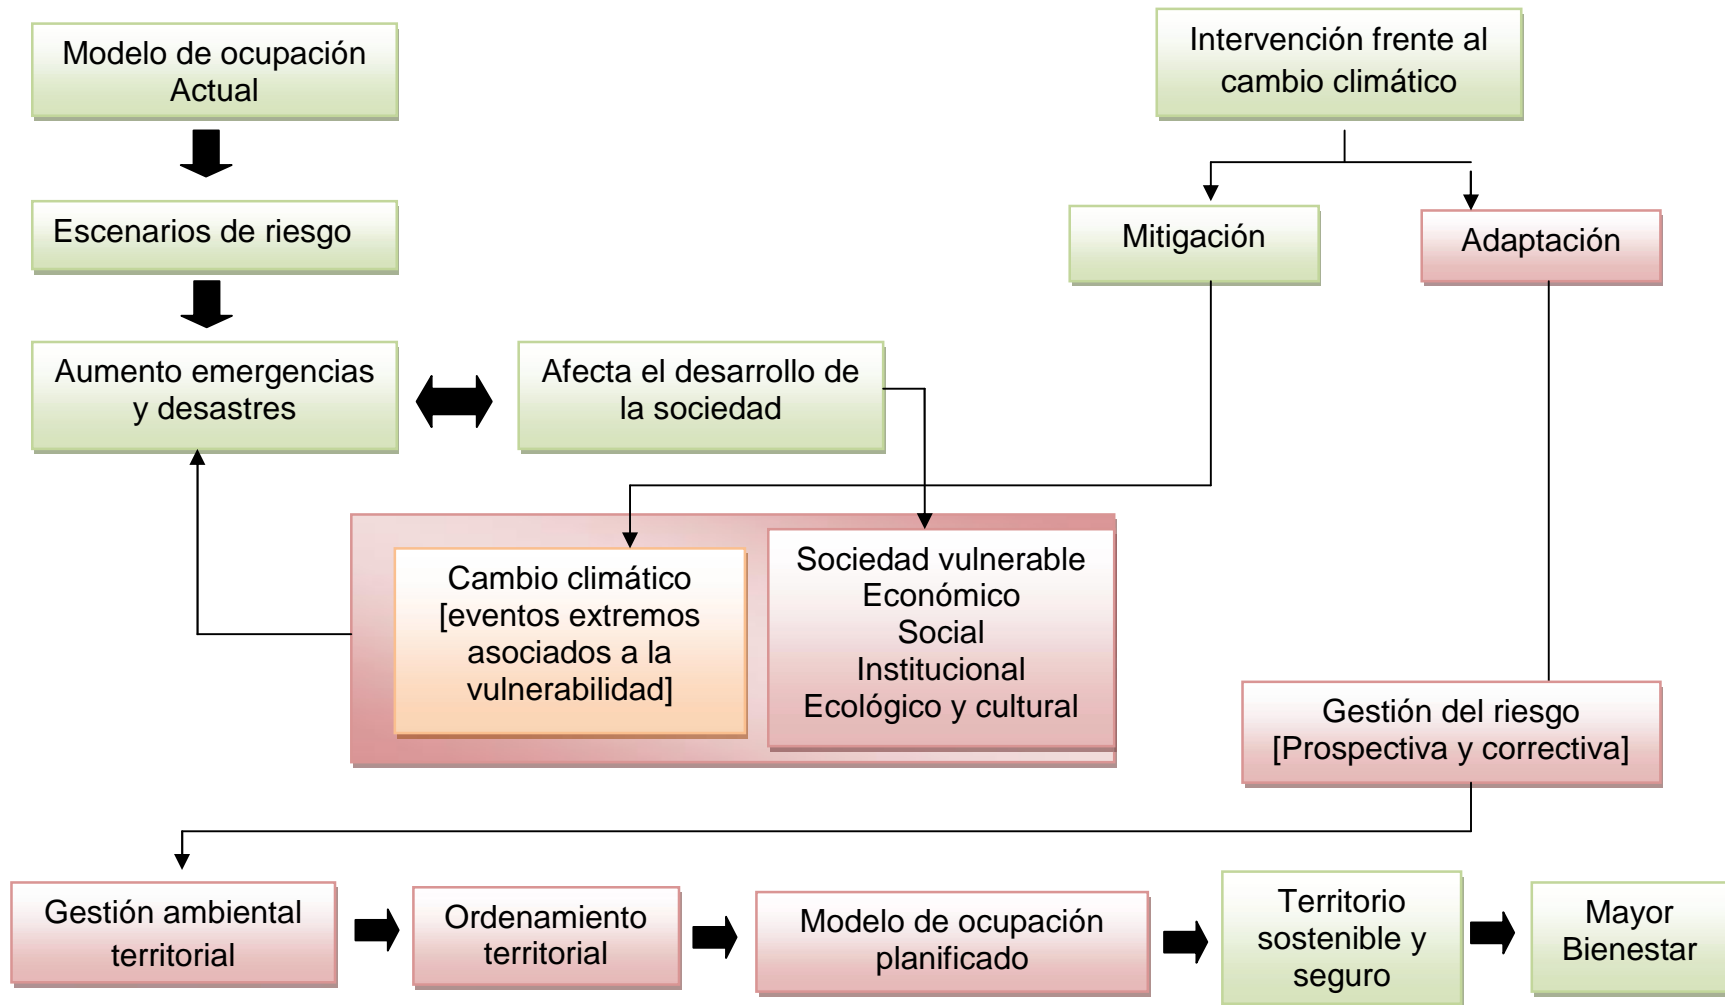 Modelo de ocupación
Actual
Intervención frente al
cambio climático
Escenarios de riesgo
Mitigación
Adaptación
Aumento emergencias
y desastres
Afecta el desarrollo de
la sociedad
Cambio climático
[eventos extremos
asociados a la
vulnerabilidad]
Sociedad vulnerable
Económico
Social
Institucional
Ecológico y cultural
Gestión del riesgo
[Prospectiva y correctiva]
Gestión ambiental
territorial
Ordenamiento
territorial
Modelo de ocupación
planificado
Territorio
sostenible y
seguro
Mayor
Bienestar